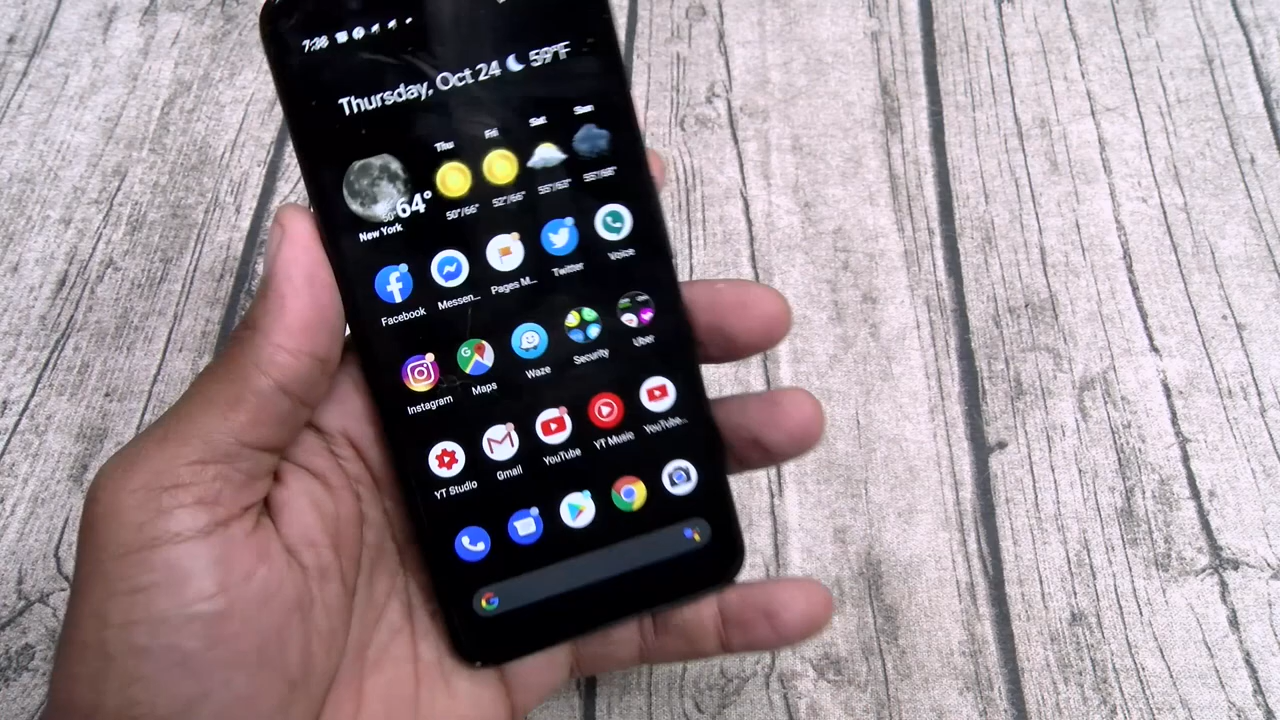 7:38
Thursday, Oct 24 59°F
Thu Fri Sat Sun
64°
50°/66° 52°/66° 55°/63° 55°/68°
New York
Facebook Messen... Pages M... Twitter Voice
Instagram Maps Waze Security Uber
YT Studio Gmail YouTube YT Music YouTube...